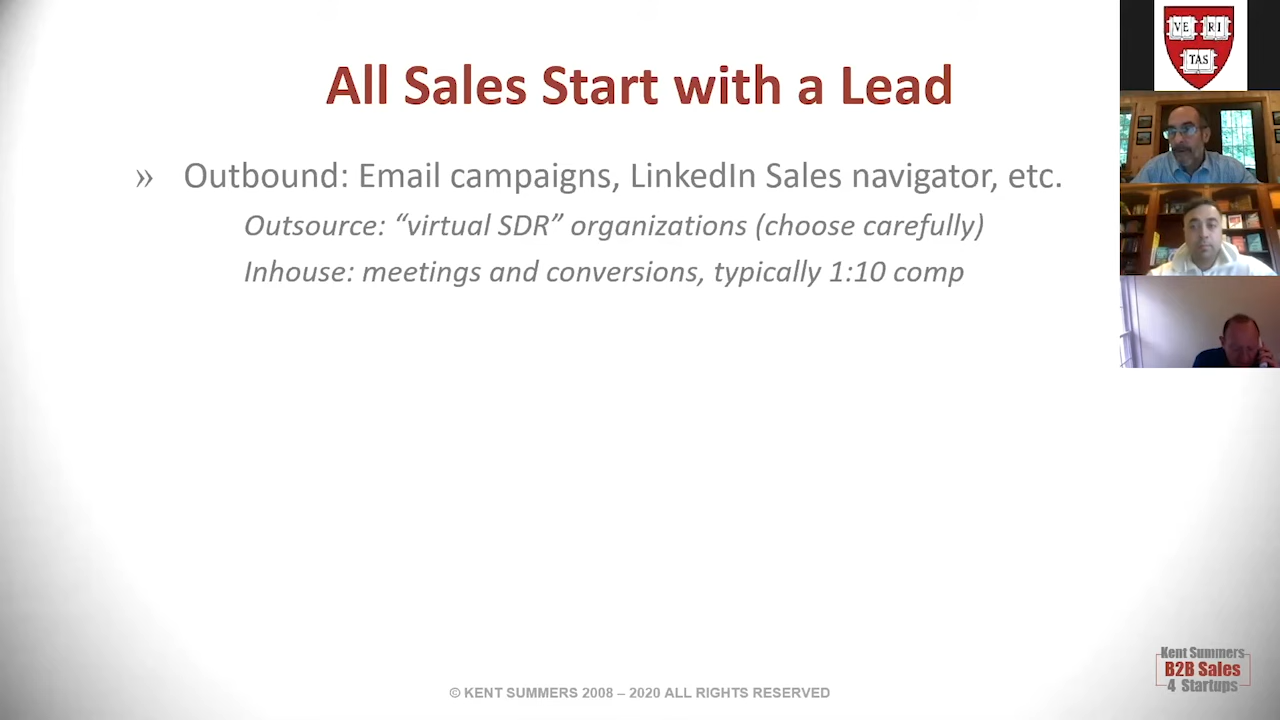 All Sales Start with a Lead
» Outbound: Email campaigns, LinkedIn Sales navigator, etc.
Outsource: “virtual SDR” organizations (choose carefully)
Inhouse: meetings and conversions, typically 1:10 comp
VE RI
TAS
Kent Summers
B2B Sales
4 Startups
© KENT SUMMERS 2008 – 2020 ALL RIGHTS RESERVED